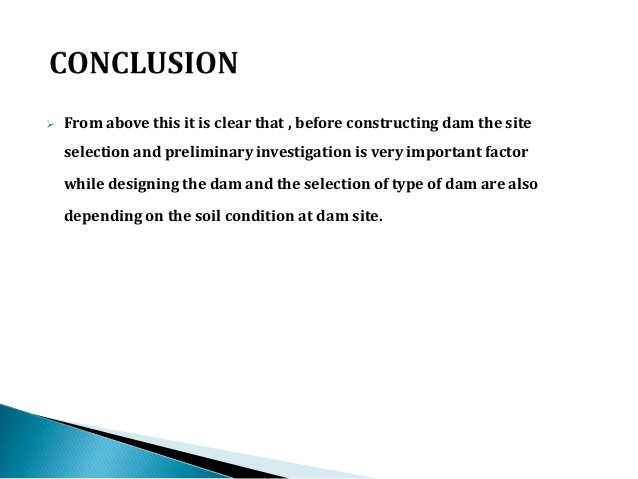 CONCLUSION
From above this it is clear that , before constructing dam the site
selection and preliminary investigation is very important factor
while designing the dam and the selection of type of dam are also
depending on the soil condition at dam site.